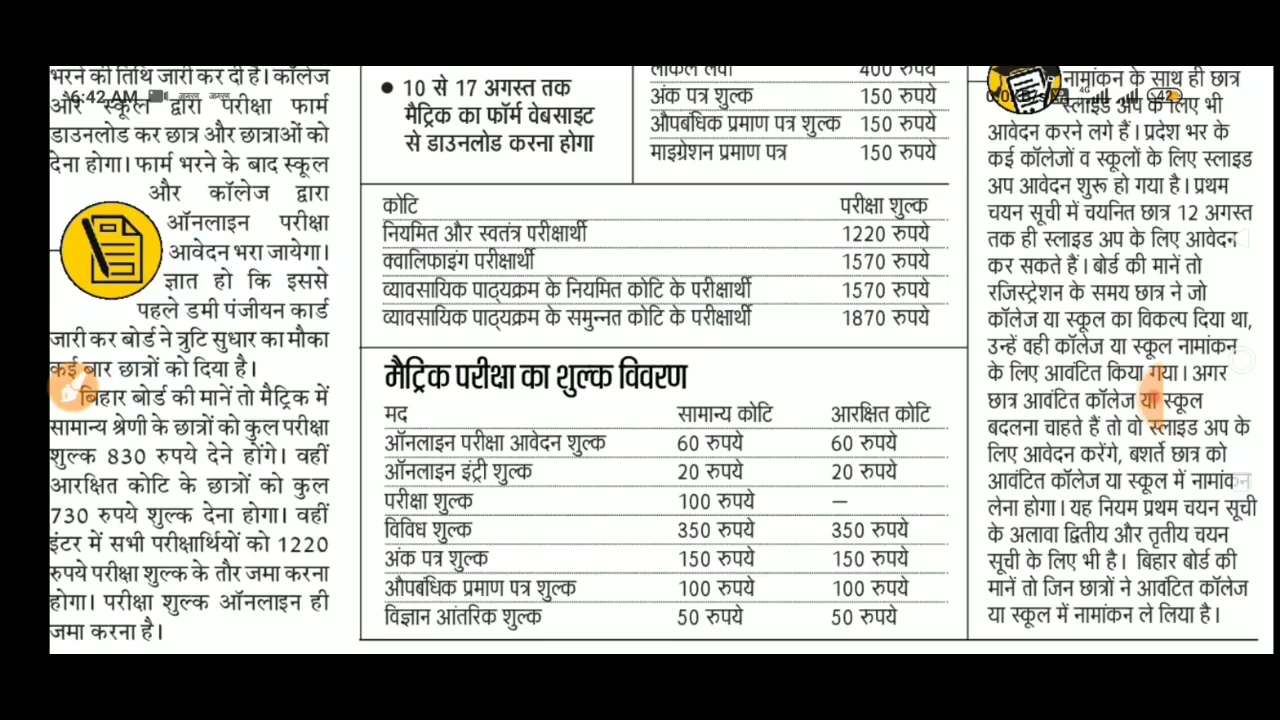 भरने की तिथि जारी कर दी है। कॉलेज
और स्कूल द्वारा परीक्षा फार्म
डाउनलोड कर छात्र और छात्राओं को
देना होगा। फार्म भरने के बाद स्कूल
और कॉलेज द्वारा
ऑनलाइन परीक्षा
आवेदन भरा जायेगा।
ज्ञात हो कि इससे
पहले डमी पंजीयन कार्ड
जारी कर बोर्ड ने त्रुटि सुधार का मौका
कई बार छात्रों को दिया है।
बिहार बोर्ड की मानें तो मैट्रिक में
सामान्य श्रेणी के छात्रों को कुल परीक्षा
शुल्क 830 रुपये देने होंगे। वहीं
आरक्षित कोटि के छात्रों को कुल
730 रुपये शुल्क देना होगा। वहीं
इंटर में सभी परीक्षार्थियों को 1220
रुपये परीक्षा शुल्क के तौर जमा करना
होगा। परीक्षा शुल्क ऑनलाइन ही
जमा करना है।
6:42 AM
● 10 से 17 अगस्त तक
मैट्रिक का फॉर्म वेबसाइट
से डाउनलोड करना होगा
लोकल लेवी 400 रुपये
अंक पत्र शुल्क 150 रुपये
औपबंधिक प्रमाण पत्र शुल्क 150 रुपये
माइग्रेशन प्रमाण पत्र 150 रुपये
कोटि परीक्षा शुल्क
नियमित और स्वतंत्र परीक्षार्थी 1220 रुपये
क्वालिफाइंग परीक्षार्थी 1570 रुपये
व्यावसायिक पाठ्यक्रम के नियमित कोटि के परीक्षार्थी 1570 रुपये
व्यावसायिक पाठ्यक्रम के समुन्नत कोटि के परीक्षार्थी 1870 रुपये
मैट्रिक परीक्षा का शुल्क विवरण
मद सामान्य कोटि आरक्षित कोटि
ऑनलाइन परीक्षा आवेदन शुल्क 60 रुपये 60 रुपये
ऑनलाइन इंट्री शुल्क 20 रुपये 20 रुपये
परीक्षा शुल्क 100 रुपये —
विविध शुल्क 350 रुपये 350 रुपये
अंक पत्र शुल्क 150 रुपये 150 रुपये
औपबंधिक प्रमाण पत्र शुल्क 100 रुपये 100 रुपये
विज्ञान आंतरिक शुल्क 50 रुपये 50 रुपये
नामांकन के साथ ही छात्र
स्लाइड अप के लिए भी
आवेदन करने लगे हैं। प्रदेश भर के
कई कॉलेजों व स्कूलों के लिए स्लाइड
अप आवेदन शुरू हो गया है। प्रथम
चयन सूची में चयनित छात्र 12 अगस्त
तक ही स्लाइड अप के लिए आवेदन
कर सकते हैं। बोर्ड की मानें तो
रजिस्ट्रेशन के समय छात्र ने जो
कॉलेज या स्कूल का विकल्प दिया था,
उन्हें वही कॉलेज या स्कूल नामांकन
के लिए आवंटित किया गया। अगर
छात्र आवंटित कॉलेज या स्कूल
बदलना चाहते हैं तो वो स्लाइड अप के
लिए आवेदन करेंगे, बशर्ते छात्र को
आवंटित कॉलेज या स्कूल में नामांकन
लेना होगा। यह नियम प्रथम चयन सूची
के अलावा द्वितीय और तृतीय चयन
सूची के लिए भी है। बिहार बोर्ड की
मानें तो जिन छात्रों ने आवंटित कॉलेज
या स्कूल में नामांकन ले लिया है।
4G
42